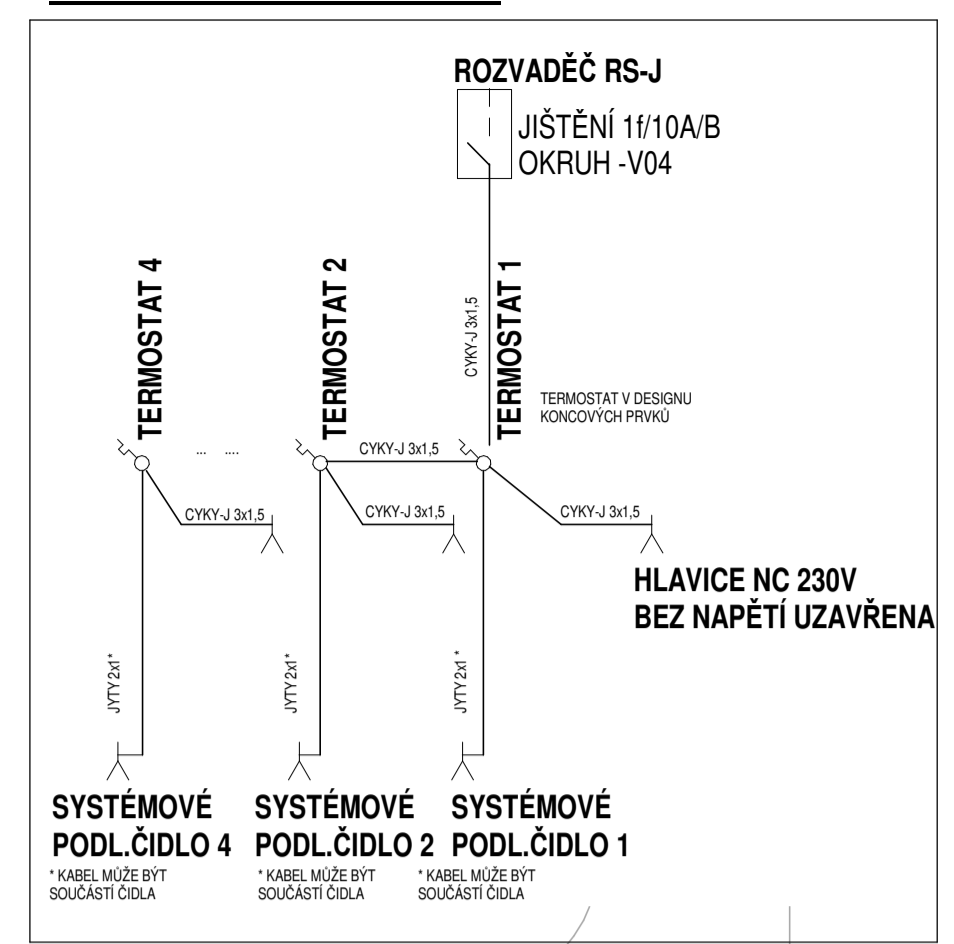 ROZVADĚČ RS-J
JIŠTĚNÍ 1f/10A/B
OKRUH -V04
TERMOSTAT 4
TERMOSTAT 2
TERMOSTAT 1
CYKY-J 3x1,5
TERMOSTAT V DESIGNU
KONCOVÝCH PRVKŮ
... ....
CYKY-J 3x1,5
CYKY-J 3x1,5
CYKY-J 3x1,5
CYKY-J 3x1,5
HLAVICE NC 230V
BEZ NAPĚTÍ UZAVŘENA
JYTY 2x1*
JYTY 2x1*
JYTY 2x1 *
SYSTÉMOVÉ
PODL.ČIDLO 4
* KABEL MŮŽE BÝT
SOUČÁSTÍ ČIDLA
SYSTÉMOVÉ
PODL.ČIDLO 2
* KABEL MŮŽE BÝT
SOUČÁSTÍ ČIDLA
SYSTÉMOVÉ
PODL.ČIDLO 1
* KABEL MŮŽE BÝT
SOUČÁSTÍ ČIDLA